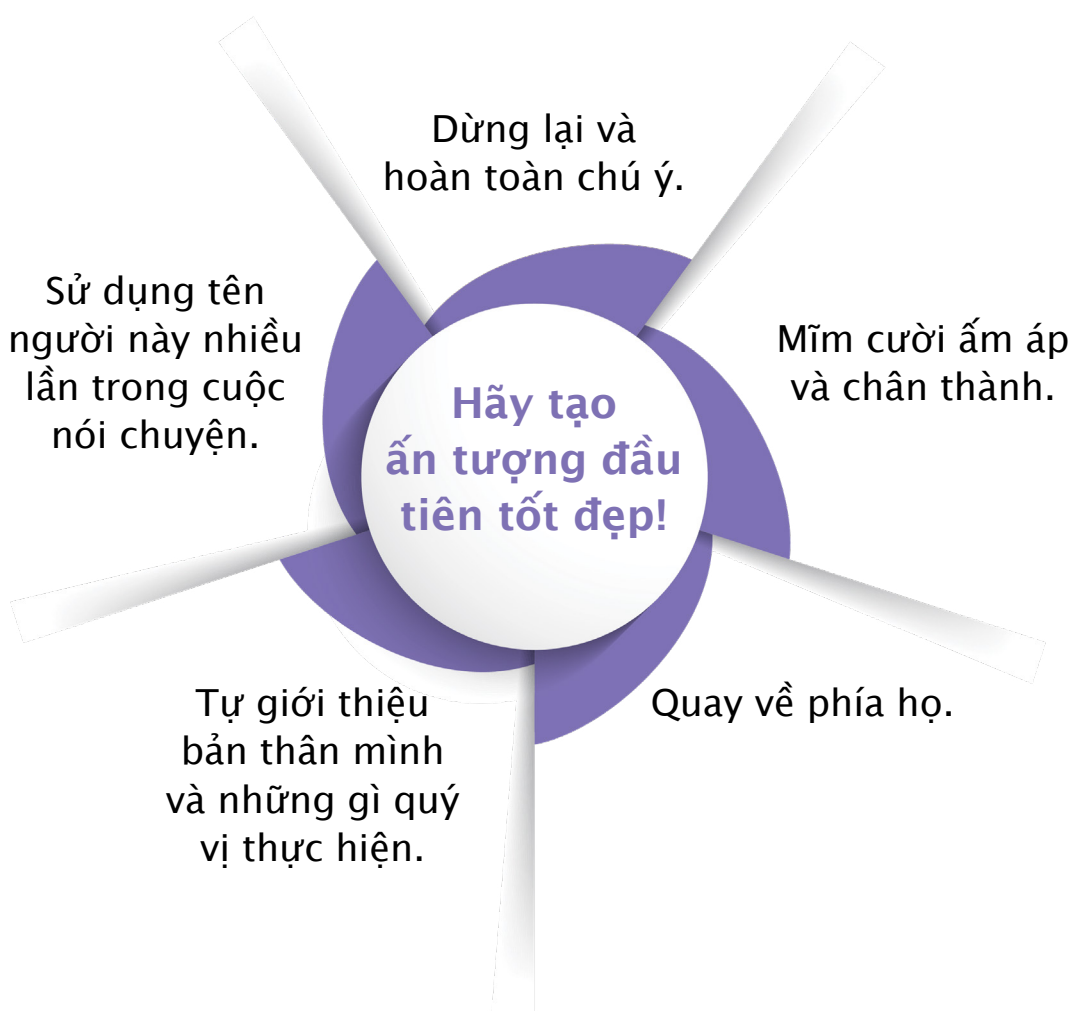 Dừng lại và
hoàn toàn chú ý.
Mĩm cười ấm áp
và chân thành.
Quay về phía họ.
Tự giới thiệu
bản thân mình
và những gì quý
vị thực hiện.
Sử dụng tên
người này nhiều
lần trong cuộc
nói chuyện.
Hãy tạo
ấn tượng đầu
tiên tốt đẹp!